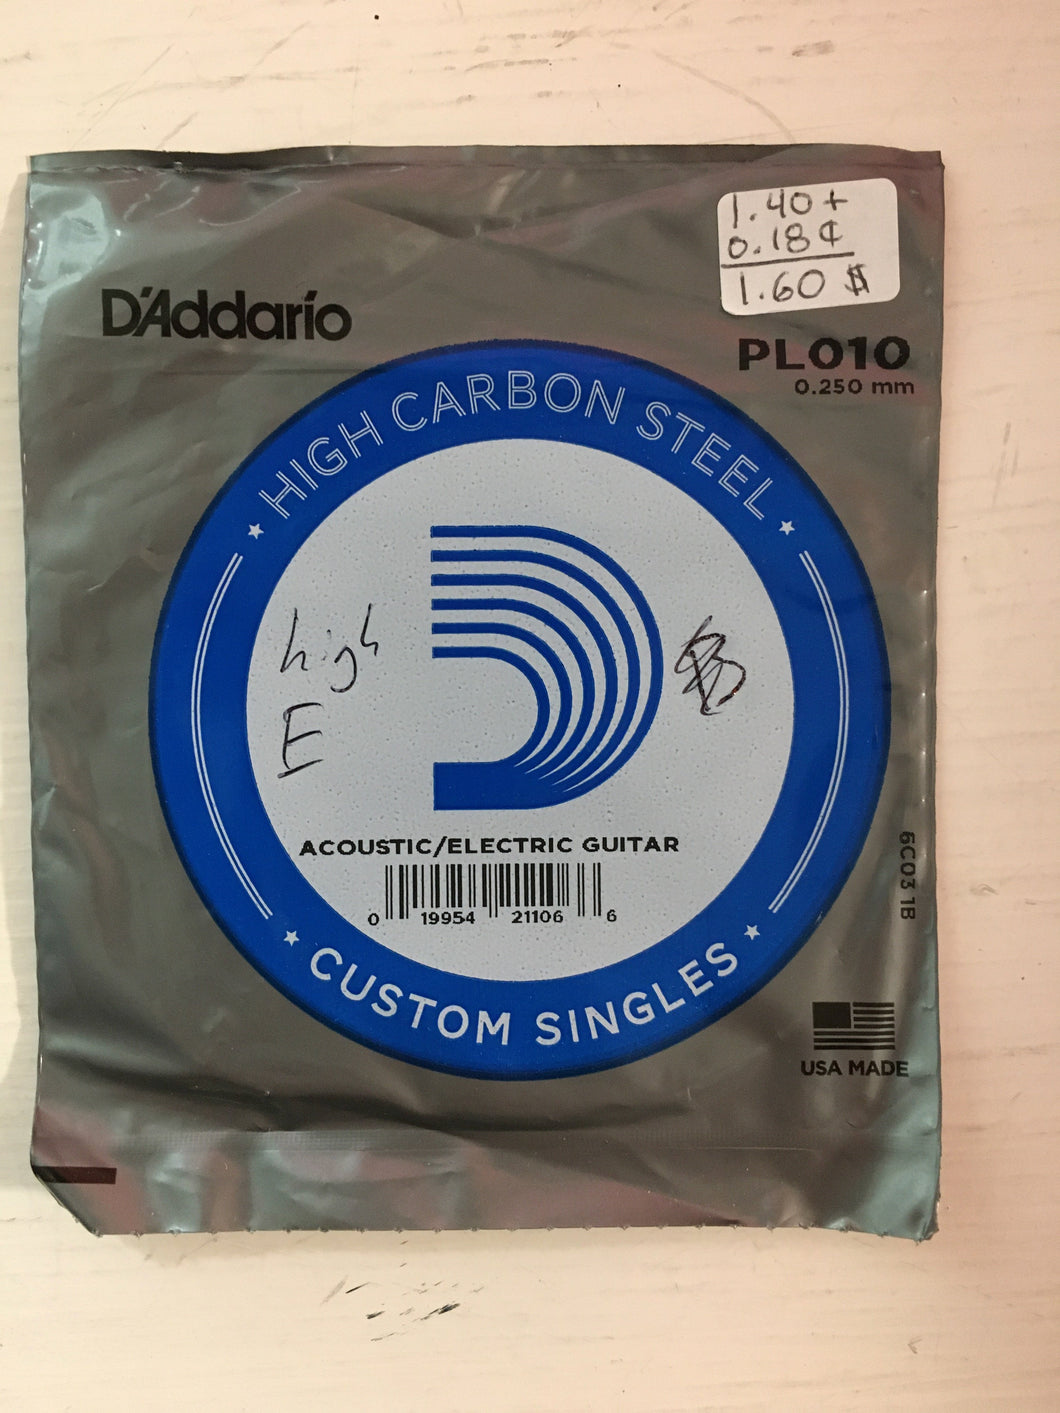 1.40+
0.18¢
1.60 $
D'Addario
PL010
0.250 mm
HIGH CARBON STEEL
high
E
ACOUSTIC/ELECTRIC GUITAR
0 19954 21106 6
CUSTOM SINGLES
6C03 1B
USA MADE